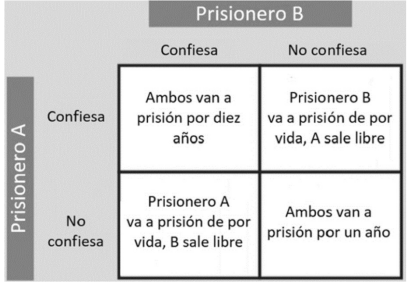 Prisionero B
Confiesa
No confiesa
Prisionero A
Confiesa
Ambos van a
prisión por diez
años
Prisionero B
va a prisión de por
vida, A sale libre
No
confiesa
Prisionero A
va a prisión de por
vida, B sale libre
Ambos van a
prisión por un año